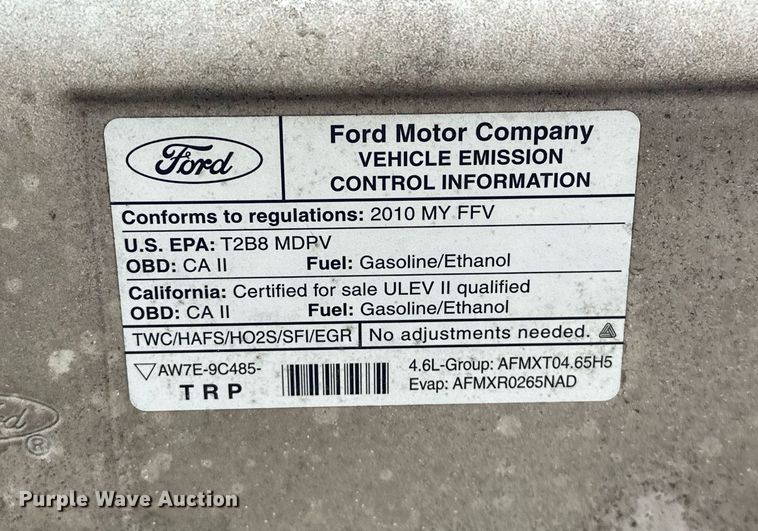 Ford
Ford Motor Company
VEHICLE EMISSION
CONTROL INFORMATION
Conforms to regulations: 2010 MY FFV
U.S. EPA: T2B8 MDPV
OBD: CA II Fuel: Gasoline/Ethanol
California: Certified for sale ULEV II qualified
OBD: CA II Fuel: Gasoline/Ethanol
TWC/HAFS/HO2S/SFI/EGR No adjustments needed.
AW7E-9C485-
TRP
4.6L-Group: AFMXT04.65H5
Evap: AFMXR0265NAD
Ford
®
Purple Wave Auction